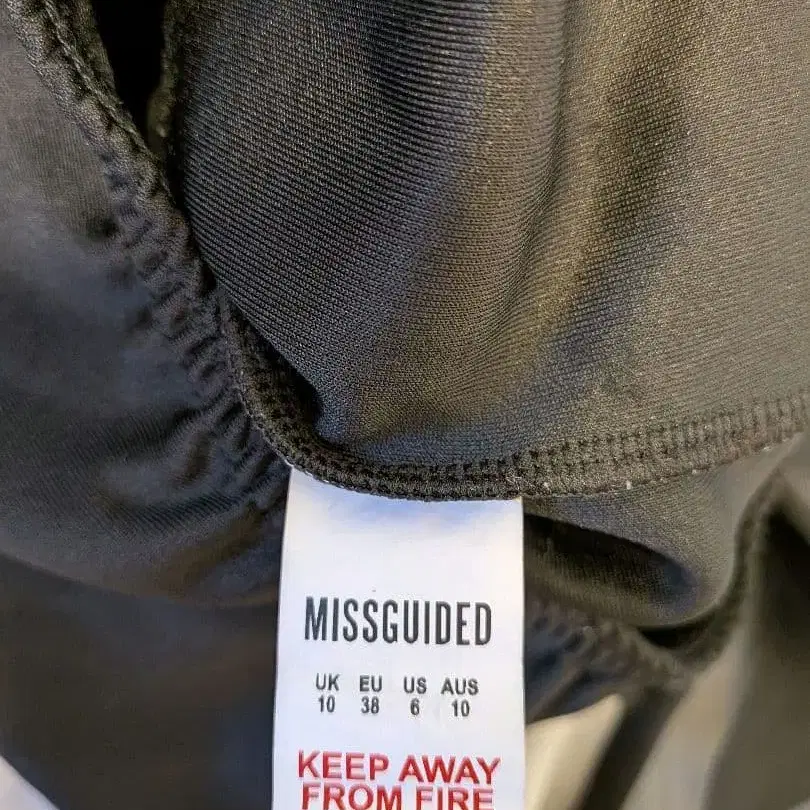 MISSGUIDED
UK EU US AUS
10 38 6 10
KEEP AWAY
FROM FIRE